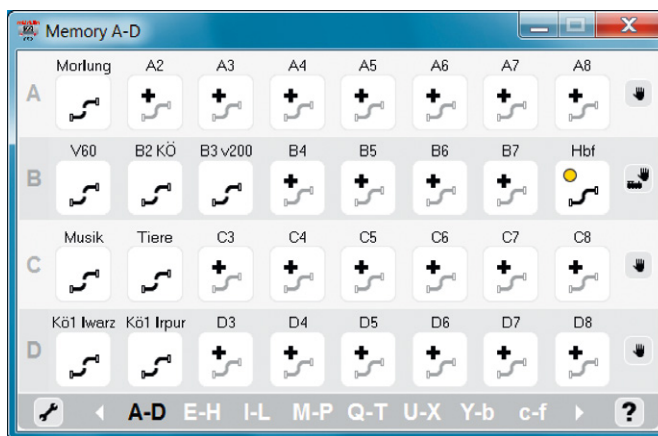 Memory A-D
Morlung A2 A3 A4 A5 A6 A7 A8
A
V60 B2 KÖ B3 v200 B4 B5 B6 B7 Hbf
B
Musik Tiere C3 C4 C5 C6 C7 C8
C
Kö1 Iwarz Kö1 Irpur D3 D4 D5 D6 D7 D8
D
A-D E-H I-L M-P Q-T U-X Y-b c-f ?